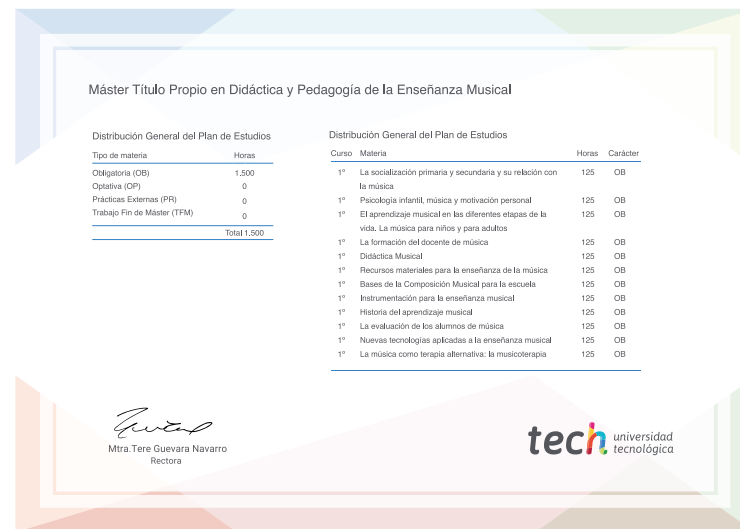 Máster Título Propio en Didáctica y Pedagogía de la Enseñanza Musical
Distribución General del Plan de Estudios
Tipo de materia Horas
Obligatoria (OB) 1.500
Optativa (OP) 0
Prácticas Externas (PR) 0
Trabajo Fin de Máster (TFM) 0
Total 1.500
Distribución General del Plan de Estudios
Curso Materia Horas Carácter
1º La socialización primaria y secundaria y su relación con 125 OB
la música
1º Psicología infantil, música y motivación personal 125 OB
1º El aprendizaje musical en las diferentes etapas de la 125 OB
vida. La música para niños y para adultos
1º La formación del docente de música 125 OB
1º Didáctica Musical 125 OB
1º Recursos materiales para la enseñanza de la música 125 OB
1º Bases de la Composición Musical para la escuela 125 OB
1º Instrumentación para la enseñanza musical 125 OB
1º Historia del aprendizaje musical 125 OB
1º La evaluación de los alumnos de música 125 OB
1º Nuevas tecnologías aplicadas a la enseñanza musical 125 OB
1º La música como terapia alternativa: la musicoterapia 125 OB
Mtra.Tere Guevara Navarro
Rectora
tech universidad
tecnológica